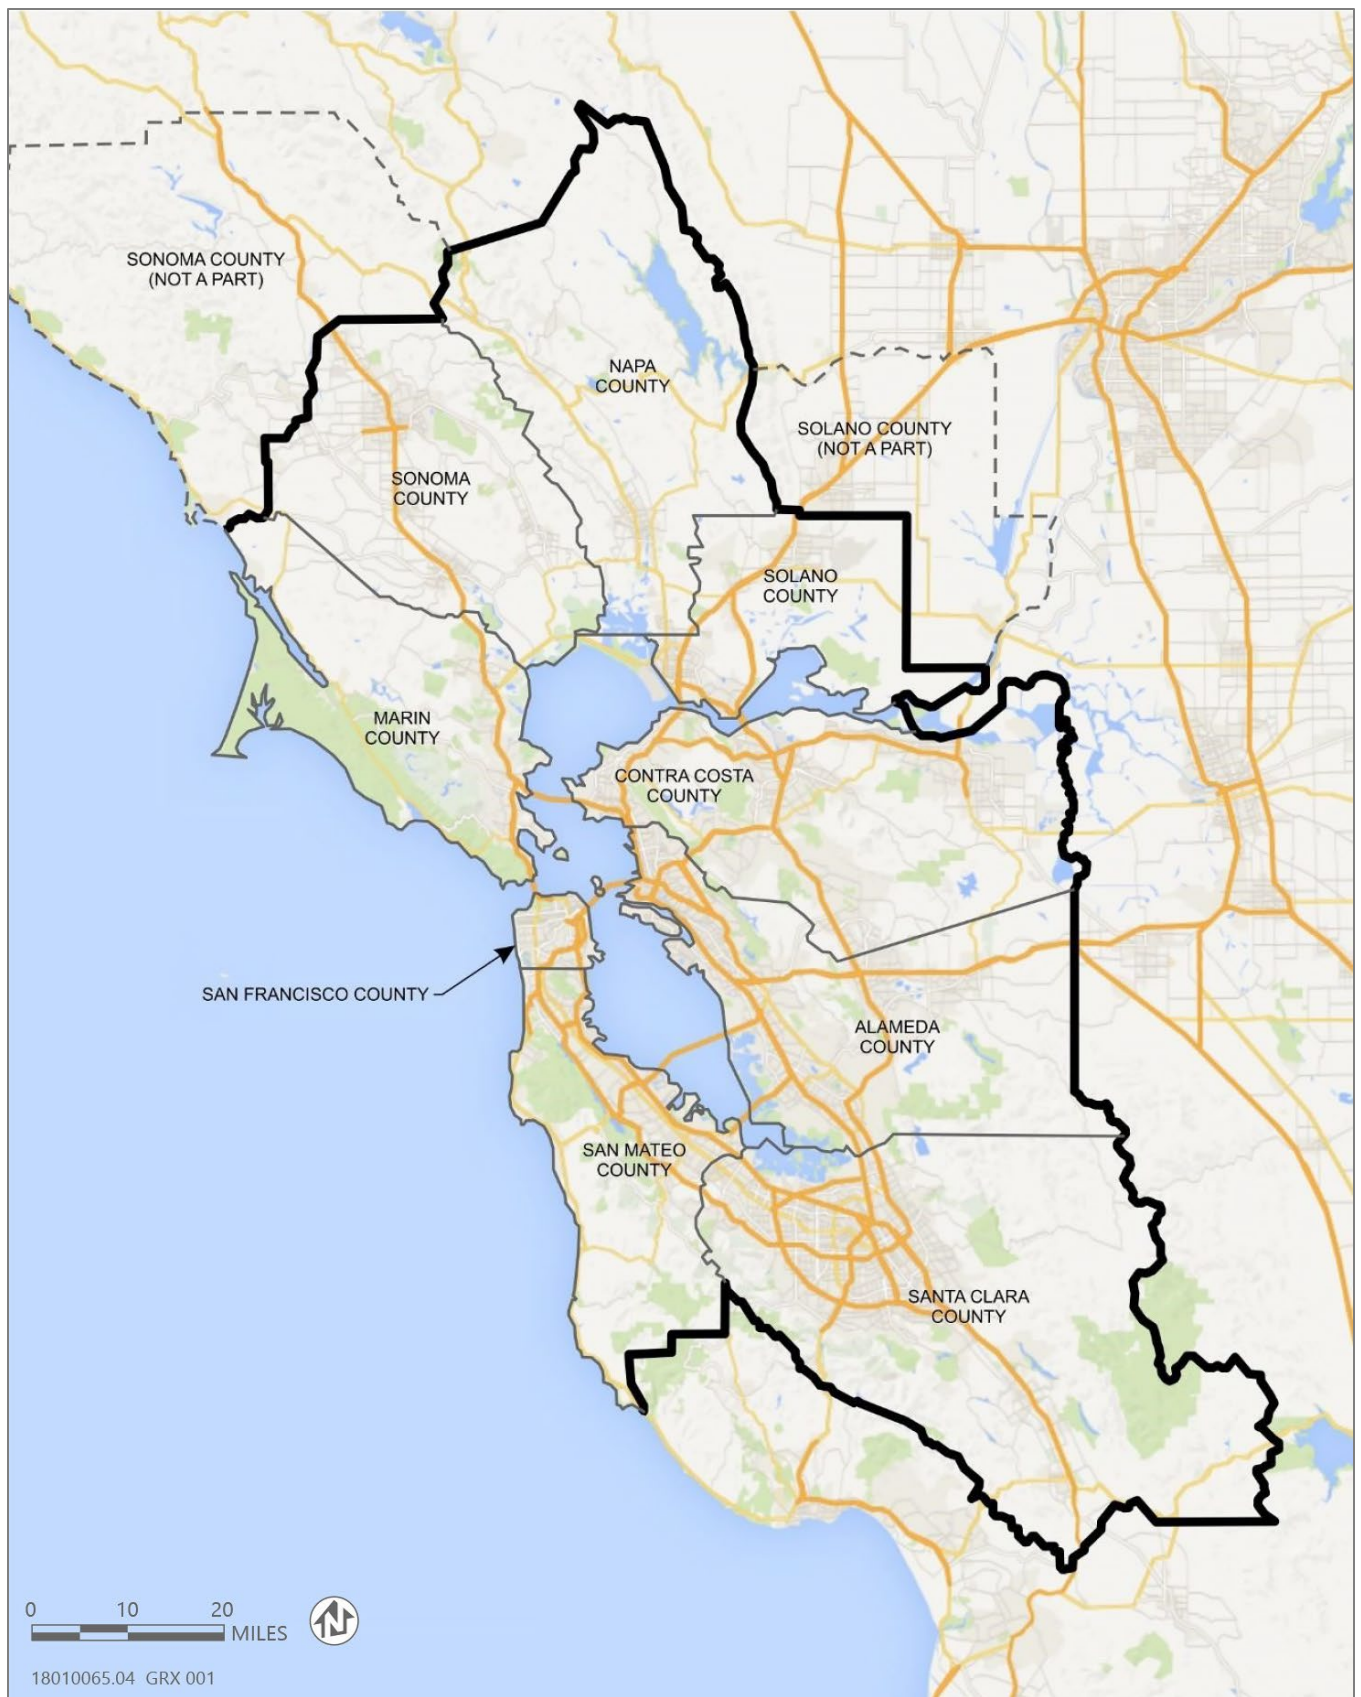 SONOMA COUNTY
(NOT A PART)
NAPA
COUNTY
SOLANO COUNTY
(NOT A PART)
SONOMA
COUNTY
SOLANO
COUNTY
MARIN
COUNTY
CONTRA COSTA
COUNTY
SAN FRANCISCO COUNTY
ALAMEDA
COUNTY
SAN MATEO
COUNTY
SANTA CLARA
COUNTY
0 10 20
MILES
N
18010065.04 GRX 001